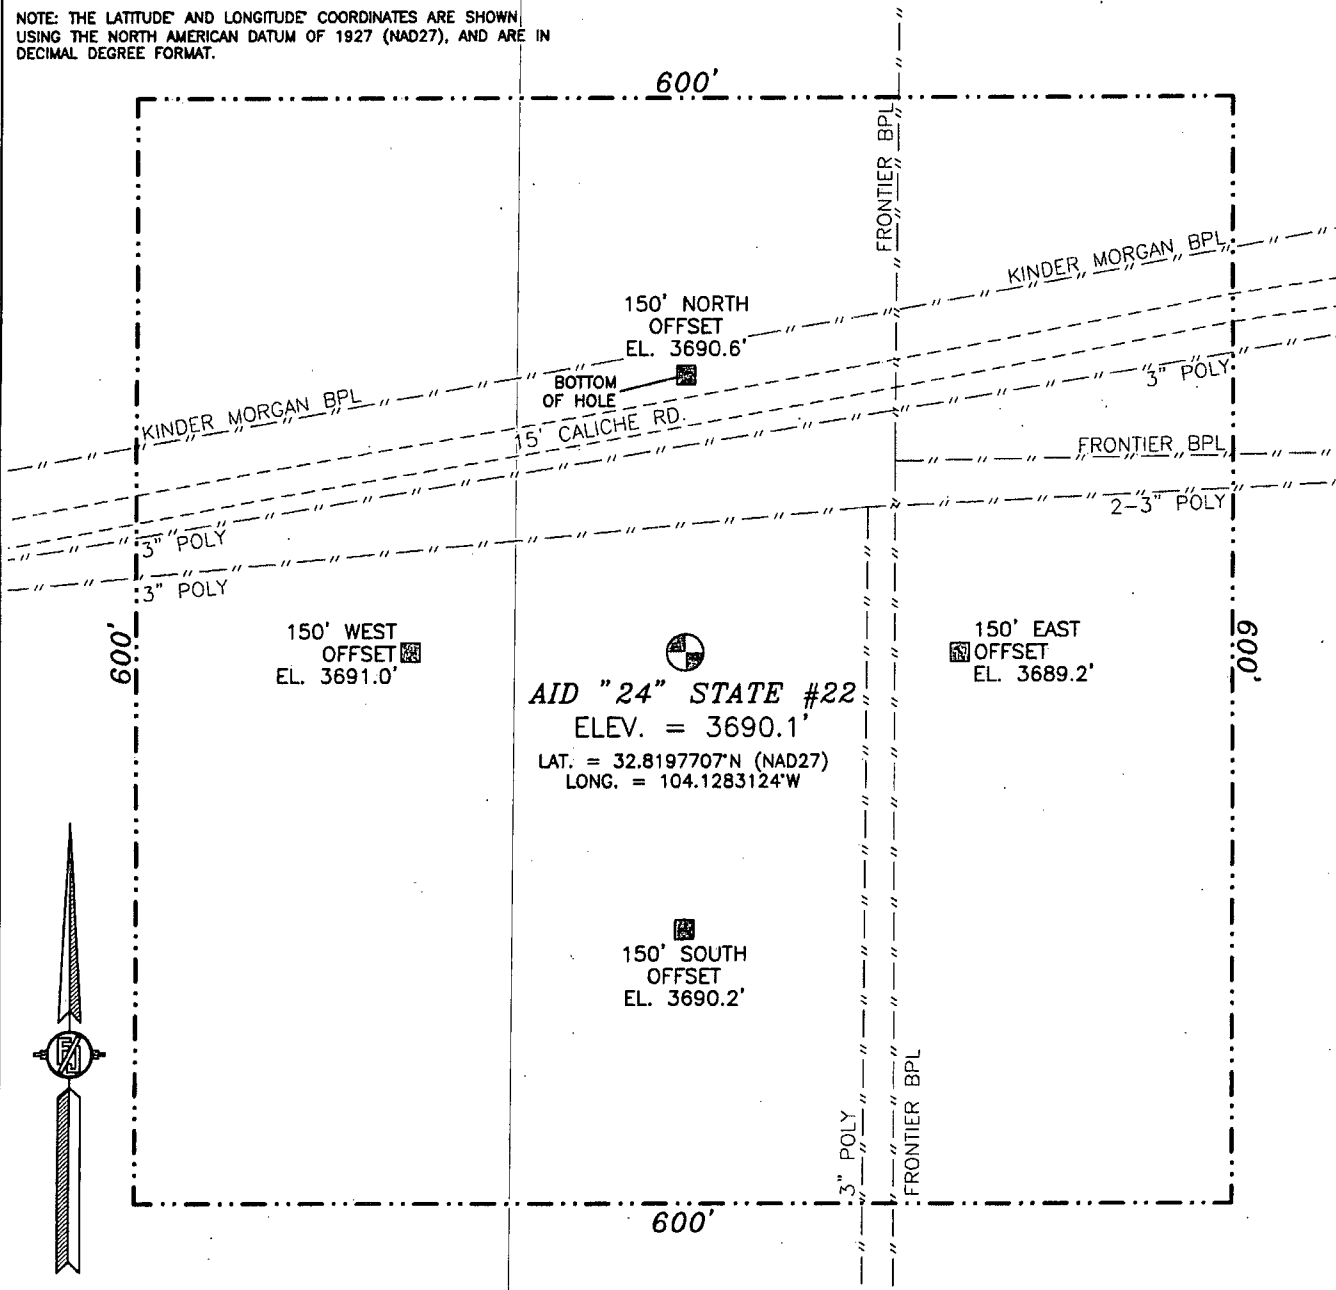 NOTE: THE LATITUDE AND LONGITUDE COORDINATES ARE SHOWN
USING THE NORTH AMERICAN DATUM OF 1927 (NAD27), AND ARE IN
DECIMAL DEGREE FORMAT.
600'
FRONTIER BPL
KINDER MORGAN BPL
150' NORTH
OFFSET
EL. 3690.6'
BOTTOM
OF HOLE
3" POLY
KINDER MORGAN BPL
15' CALICHE RD.
FRONTIER BPL
2-3" POLY
3" POLY
3" POLY
600'
150' WEST
OFFSET
EL. 3691.0'
150' EAST
OFFSET
EL. 3689.2'
600'
AID "24" STATE #22
ELEV. = 3690.1'
LAT. = 32.8197707°N (NAD27)
LONG. = 104.1283124°W
150' SOUTH
OFFSET
EL. 3690.2'
3" POLY
FRONTIER BPL
600'